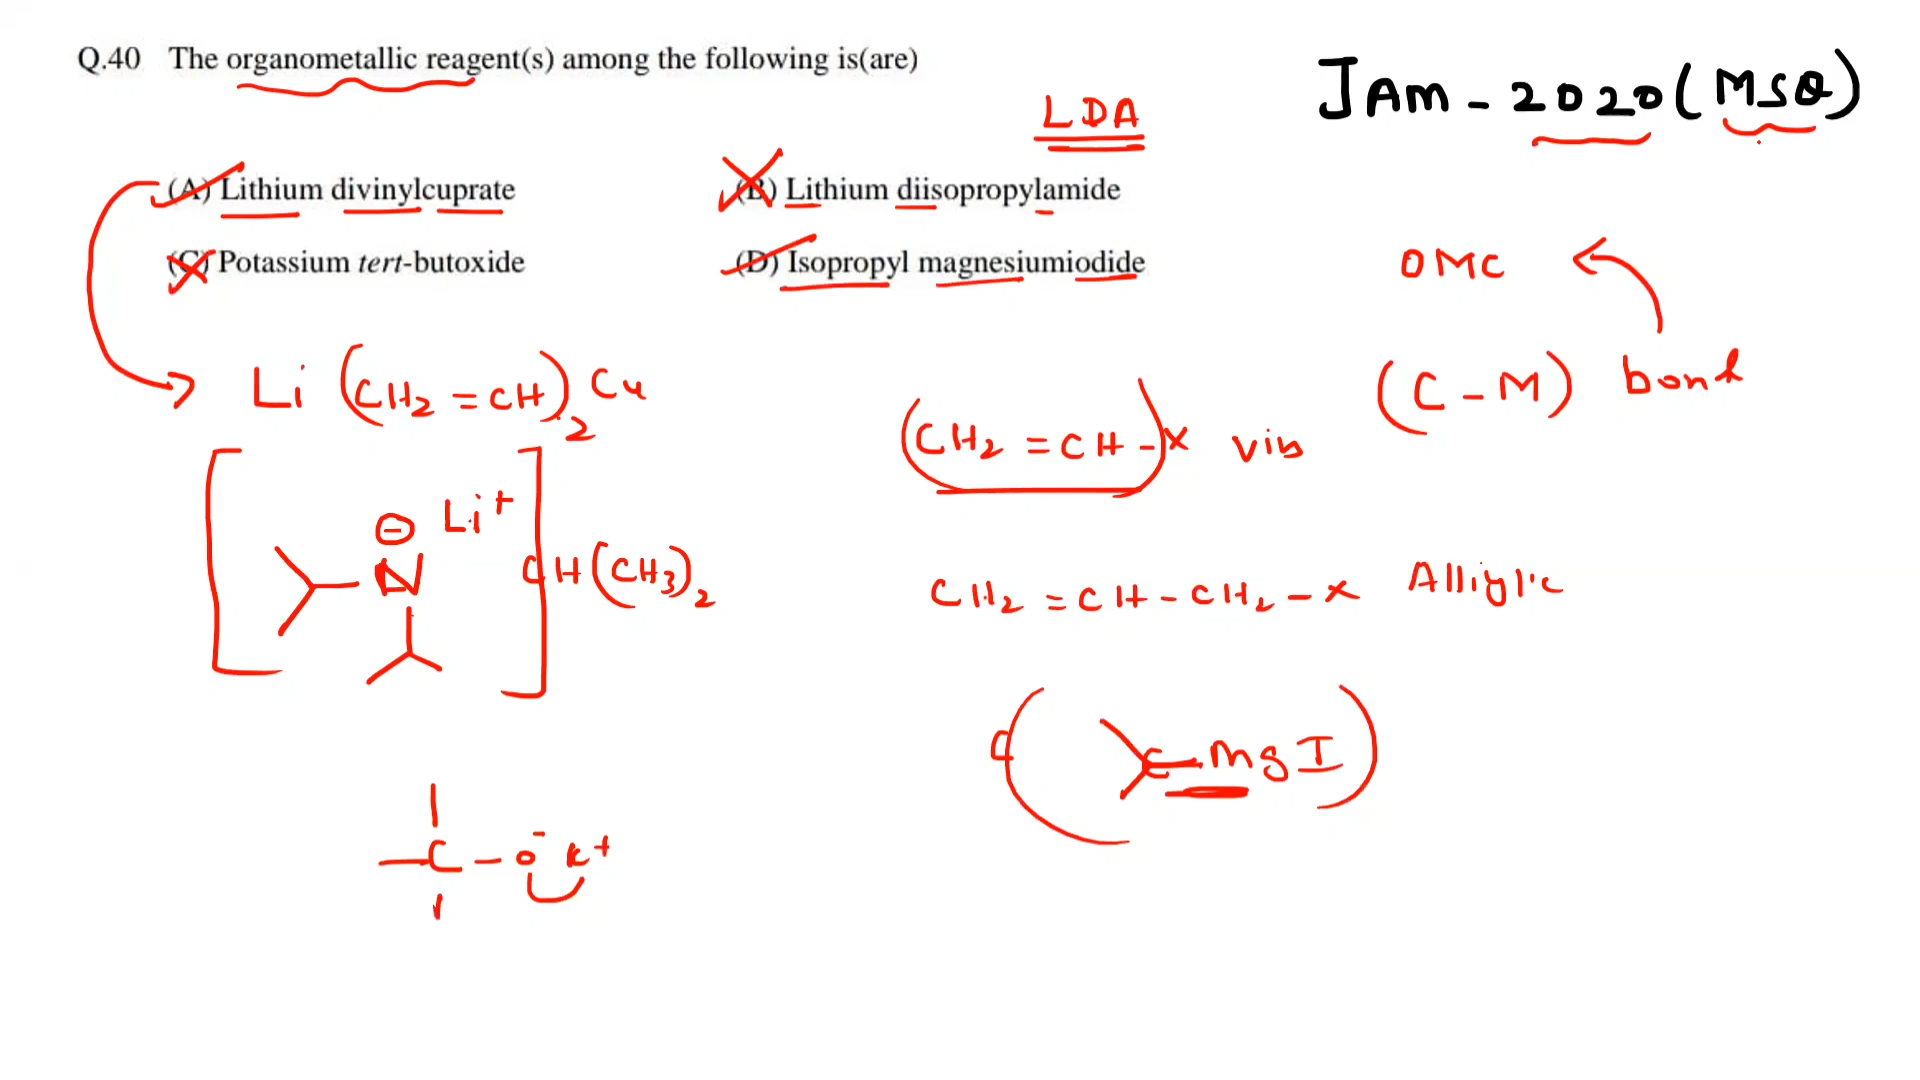 Q.40 The organometallic reagent(s) among the following is(are)
JAM - 2020 (MSQ)
LDA
(A) Lithium divinylcuprate (B) Lithium diisopropylamide
(C) Potassium tert-butoxide (D) Isopropyl magnesiumiodide
OMC
(C-M) bond
Li (CH2=CH)2 Cu
(CH2=CH-)X vin
N ⊖ Li+
CH(CH3)2
CH2=CH-CH2-X Alliylic
C-MgI
C
-C-O- K+